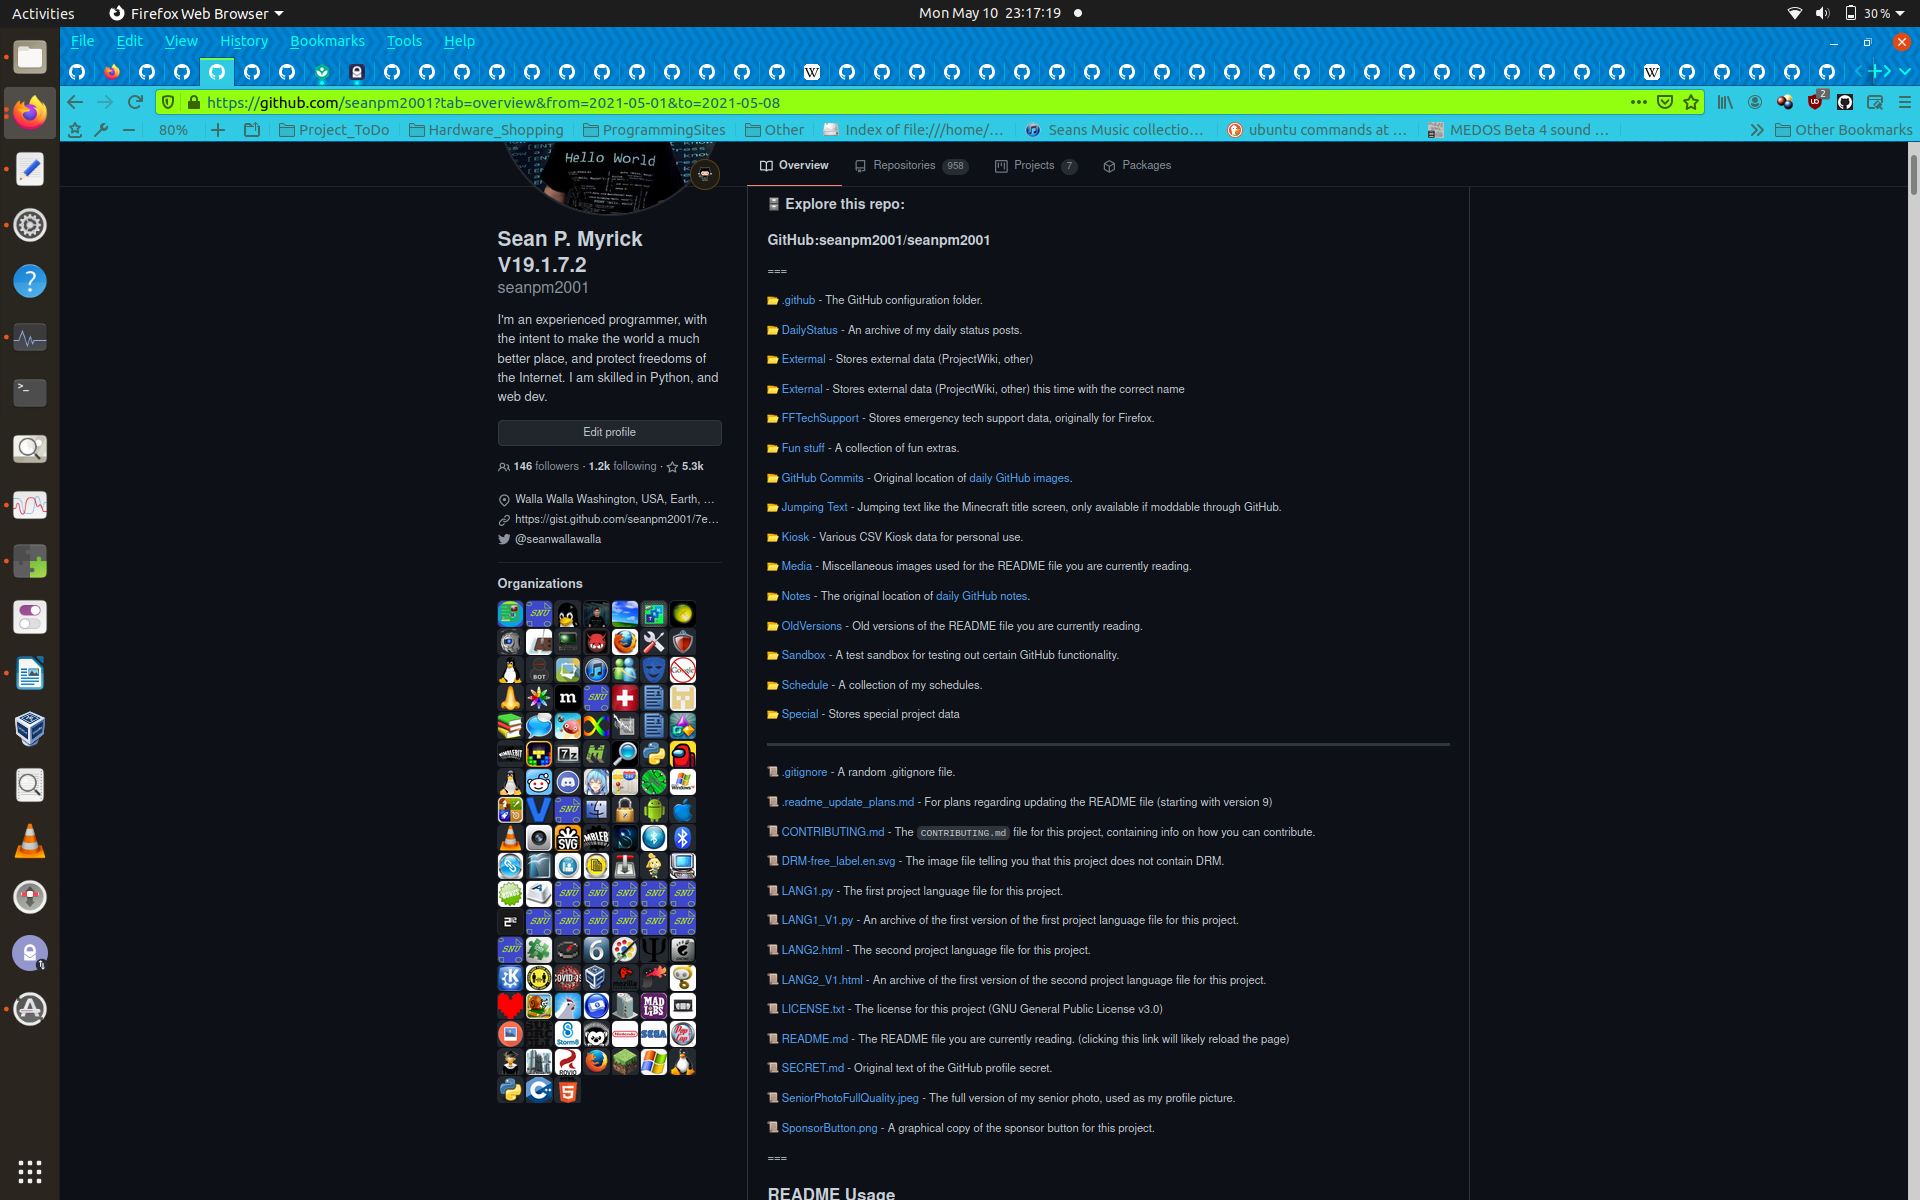 Activities
Firefox Web Browser
Mon May 10 23:17:19
30 %
File Edit View History Bookmarks Tools Help
https://github.com/seanpm2001?tab=overview&from=2021-05-01&to=2021-05-08
2
80%
Project_ToDo
Hardware_Shopping
ProgrammingSites
Other
Index of file:///home/...
Seans Music collectio...
ubuntu commands at ...
MEDOS Beta 4 sound ...
Other Bookmarks
Hello World
Overview
Repositories 958
Projects 7
Packages
Sean P. Myrick
V19.1.7.2
seanpm2001
I'm an experienced programmer, with
the intent to make the world a much
better place, and protect freedoms of
the Internet. I am skilled in Python, and
web dev.
Edit profile
146 followers · 1.2k following · 5.3k
Walla Walla Washington, USA, Earth, ...
https://gist.github.com/seanpm2001/7e...
@seanwallawalla
Organizations
Explore this repo:
GitHub:seanpm2001/seanpm2001
===
.github - The GitHub configuration folder.
DailyStatus - An archive of my daily status posts.
Extermal - Stores external data (ProjectWiki, other)
External - Stores external data (ProjectWiki, other) this time with the correct name
FFTechSupport - Stores emergency tech support data, originally for Firefox.
Fun stuff - A collection of fun extras.
GitHub Commits - Original location of daily GitHub images.
Jumping Text - Jumping text like the Minecraft title screen, only available if moddable through GitHub.
Kiosk - Various CSV Kiosk data for personal use.
Media - Miscellaneous images used for the README file you are currently reading.
Notes - The original location of daily GitHub notes.
OldVersions - Old versions of the README file you are currently reading.
Sandbox - A test sandbox for testing out certain GitHub functionality.
Schedule - A collection of my schedules.
Special - Stores special project data
.gitignore - A random .gitignore file.
.readme_update_plans.md - For plans regarding updating the README file (starting with version 9)
CONTRIBUTING.md - The CONTRIBUTING.md file for this project, containing info on how you can contribute.
DRM-free_label.en.svg - The image file telling you that this project does not contain DRM.
LANG1.py - The first project language file for this project.
LANG1_V1.py - An archive of the first version of the first project language file for this project.
LANG2.html - The second project language file for this project.
LANG2_V1.html - An archive of the first version of the second project language file for this project.
LICENSE.txt - The license for this project (GNU General Public License v3.0)
README.md - The README file you are currently reading. (clicking this link will likely reload the page)
SECRET.md - Original text of the GitHub profile secret.
SeniorPhotoFullQuality.jpeg - The full version of my senior photo, used as my profile picture.
SponsorButton.png - A graphical copy of the sponsor button for this project.
===
README Usage